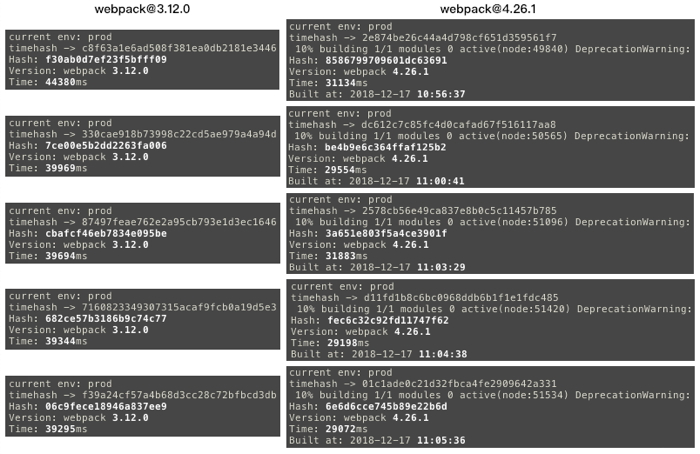 webpack@3.12.0
current env: prod
timehash -> c8f63a1e6ad508f381ea0db2181e3446
Hash: f30ab0d7ef23f5bfff09
Version: webpack 3.12.0
Time: 44380ms
current env: prod
timehash -> 330cae918b73998c22cd5ae979a4a94d
Hash: 7ce00e5b2dd2263fa006
Version: webpack 3.12.0
Time: 39969ms
current env: prod
timehash -> 87497feae762e2a95cb793e1d3ec1646
Hash: cbafcf46eb7834e095be
Version: webpack 3.12.0
Time: 39694ms
current env: prod
timehash -> 7160823349307315acaf9fcb0a19d5e3
Hash: 682ce57b3186b9c74c77
Version: webpack 3.12.0
Time: 39344ms
current env: prod
timehash -> f39a24cf57a4b68d3cc28c72bfbcd3db
Hash: 06c9fece18946a837ee9
Version: webpack 3.12.0
Time: 39295ms
webpack@4.26.1
current env: prod
timehash -> 2e874be26c44a4d798cf651d359561f7
10% building 1/1 modules 0 active(node:49840) DeprecationWarning:
Hash: 8586799709601dc63691
Version: webpack 4.26.1
Time: 31134ms
Built at: 2018-12-17 10:56:37
current env: prod
timehash -> dc612c7c85fc4d0cafad67f516117aa8
10% building 1/1 modules 0 active(node:50565) DeprecationWarning:
Hash: be4b9e6c364ffaf125b2
Version: webpack 4.26.1
Time: 29554ms
Built at: 2018-12-17 11:00:41
current env: prod
timehash -> 2578cb56e49ca837e8b0c5c11457b785
10% building 1/1 modules 0 active(node:51096) DeprecationWarning:
Hash: 3a651e803f5a4ce3901f
Version: webpack 4.26.1
Time: 31883ms
Built at: 2018-12-17 11:03:29
current env: prod
timehash -> d11fd1b8c6bc0968ddb6b1f1e1fdc485
10% building 1/1 modules 0 active(node:51420) DeprecationWarning:
Hash: fec6c32c92fd11747f62
Version: webpack 4.26.1
Time: 29198ms
Built at: 2018-12-17 11:04:38
current env: prod
timehash -> 01c1ade0c21d32fbca4fe2909642a331
10% building 1/1 modules 0 active(node:51534) DeprecationWarning:
Hash: 6e6d6cce745b89e22b6d
Version: webpack 4.26.1
Time: 29072ms
Built at: 2018-12-17 11:05:36